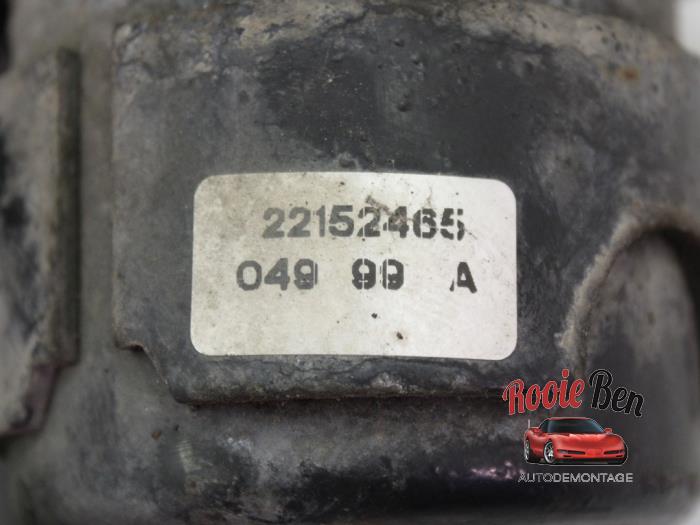 22152465
049 99 A
Rooie Ben
AUTODEMONTAGE